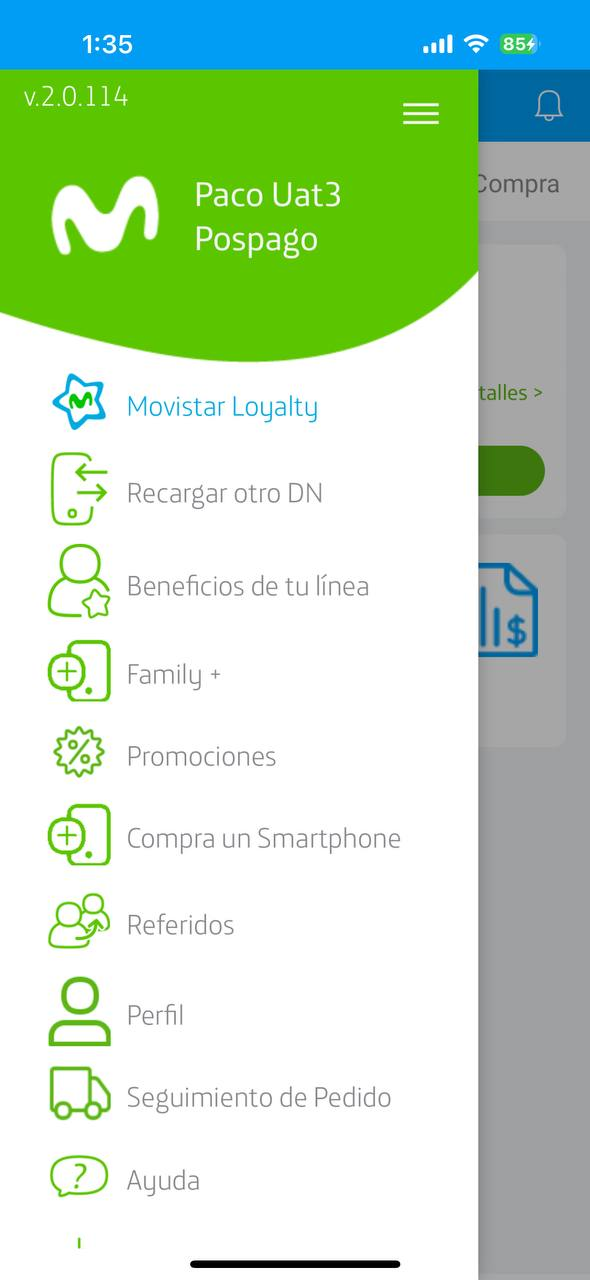 1:35
85
v.2.0.114
Paco Uat3
Pospago
Compra
talles >
Movistar Loyalty
Recargar otro DN
Beneficios de tu línea
$
Family +
Promociones
Compra un Smartphone
Referidos
Perfil
Seguimiento de Pedido
?
Ayuda